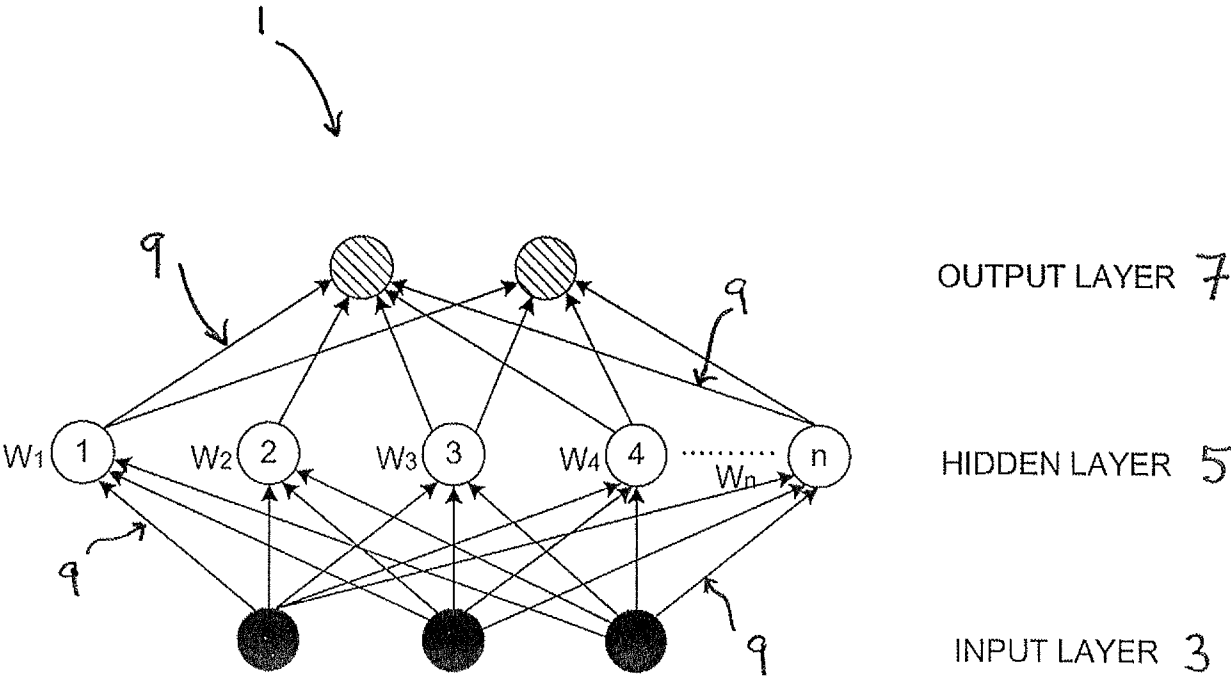 1
9
OUTPUT LAYER 7
9
W1 1 W2 2 W3 3 W4 4 ......... Wn n
HIDDEN LAYER 5
9
9
INPUT LAYER 3